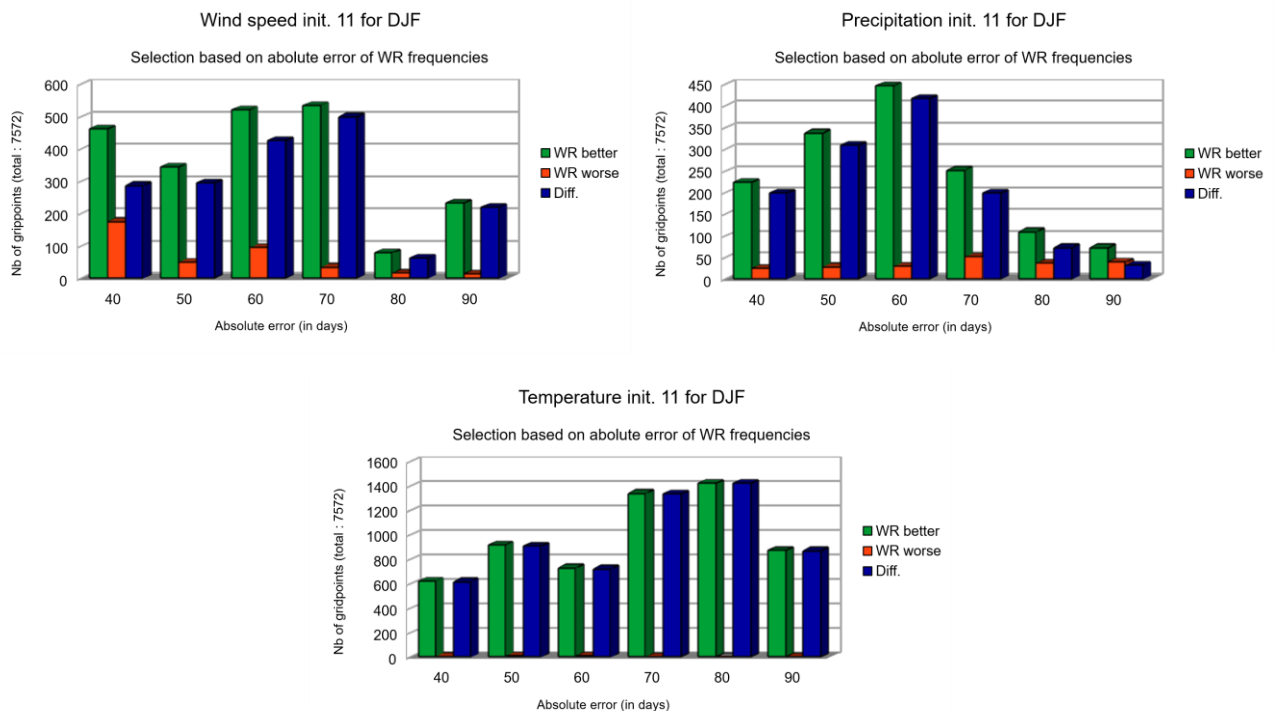 Wind speed init. 11 for DJF
Selection based on abolute error of WR frequencies
Nb of grippoints (total : 7572)
600
500
400
300
200
100
0
40 50 60 70 80 90
Absolute error (in days)
WR better
WR worse
Diff.
Precipitation init. 11 for DJF
Selection based on abolute error of WR frequencies
Nb of gridpoints (total : 7572)
450
400
350
300
250
200
150
100
50
0
40 50 60 70 80 90
Absolute error (in days)
WR better
WR worse
Diff.
Temperature init. 11 for DJF
Selection based on abolute error of WR frequencies
Nb of gridpoints (total : 7572)
1600
1400
1200
1000
800
600
400
200
0
40 50 60 70 80 90
Absolute error (in days)
WR better
WR worse
Diff.